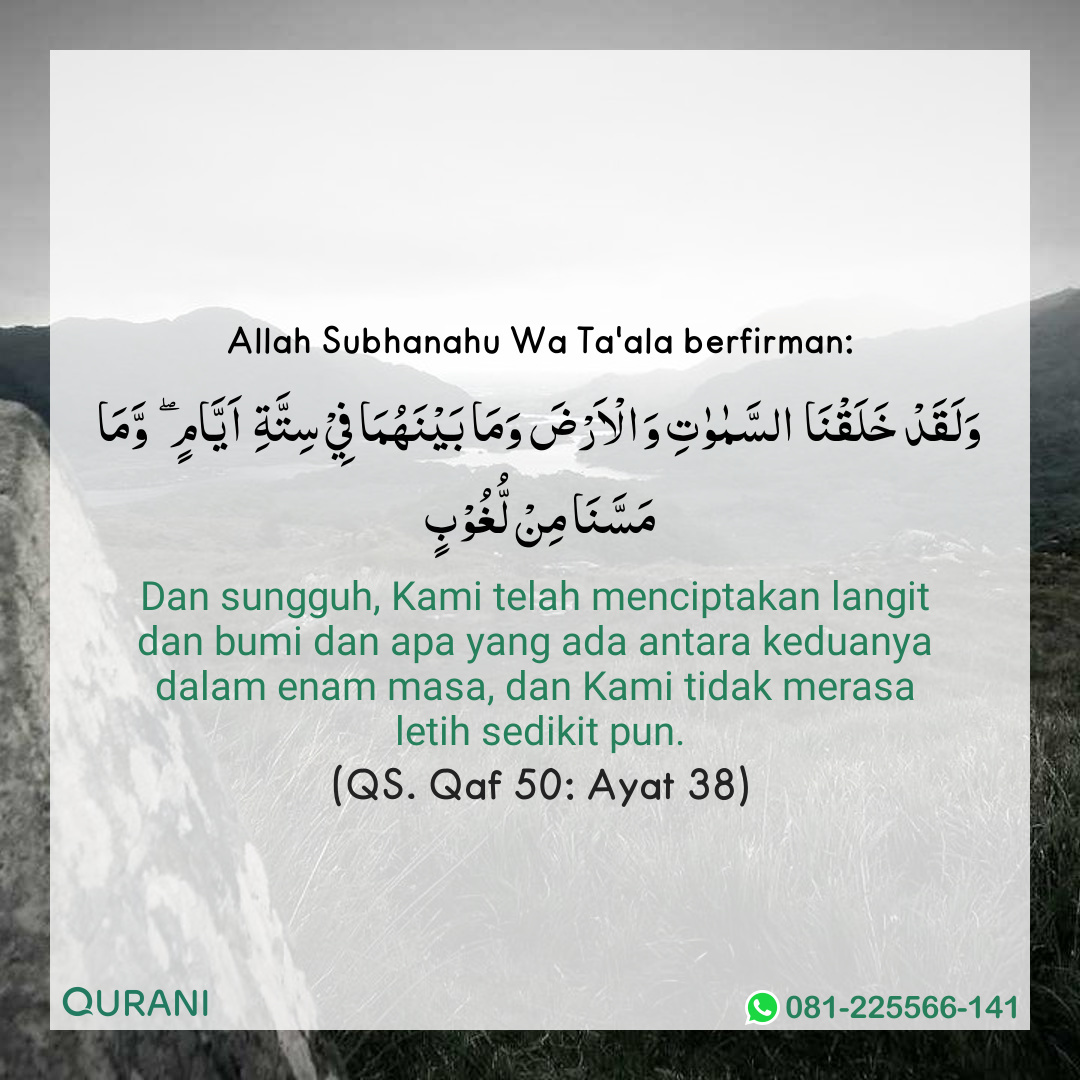 Allah Subhanahu Wa Ta'ala berfirman:
وَلَقَدْ خَلَقْنَا السَّمٰوٰتِ وَالْاَرْضَ وَمَا بَيْنَهُمَا فِيْ سِتَّةِ اَيَّامٍۖ وَّمَا
مَسَّنَا مِنْ لُّغُوْبٍ
Dan sungguh, Kami telah menciptakan langit
dan bumi dan apa yang ada antara keduanya
dalam enam masa, dan Kami tidak merasa
letih sedikit pun.
(QS. Qaf 50: Ayat 38)
QURANI
081-225566-141